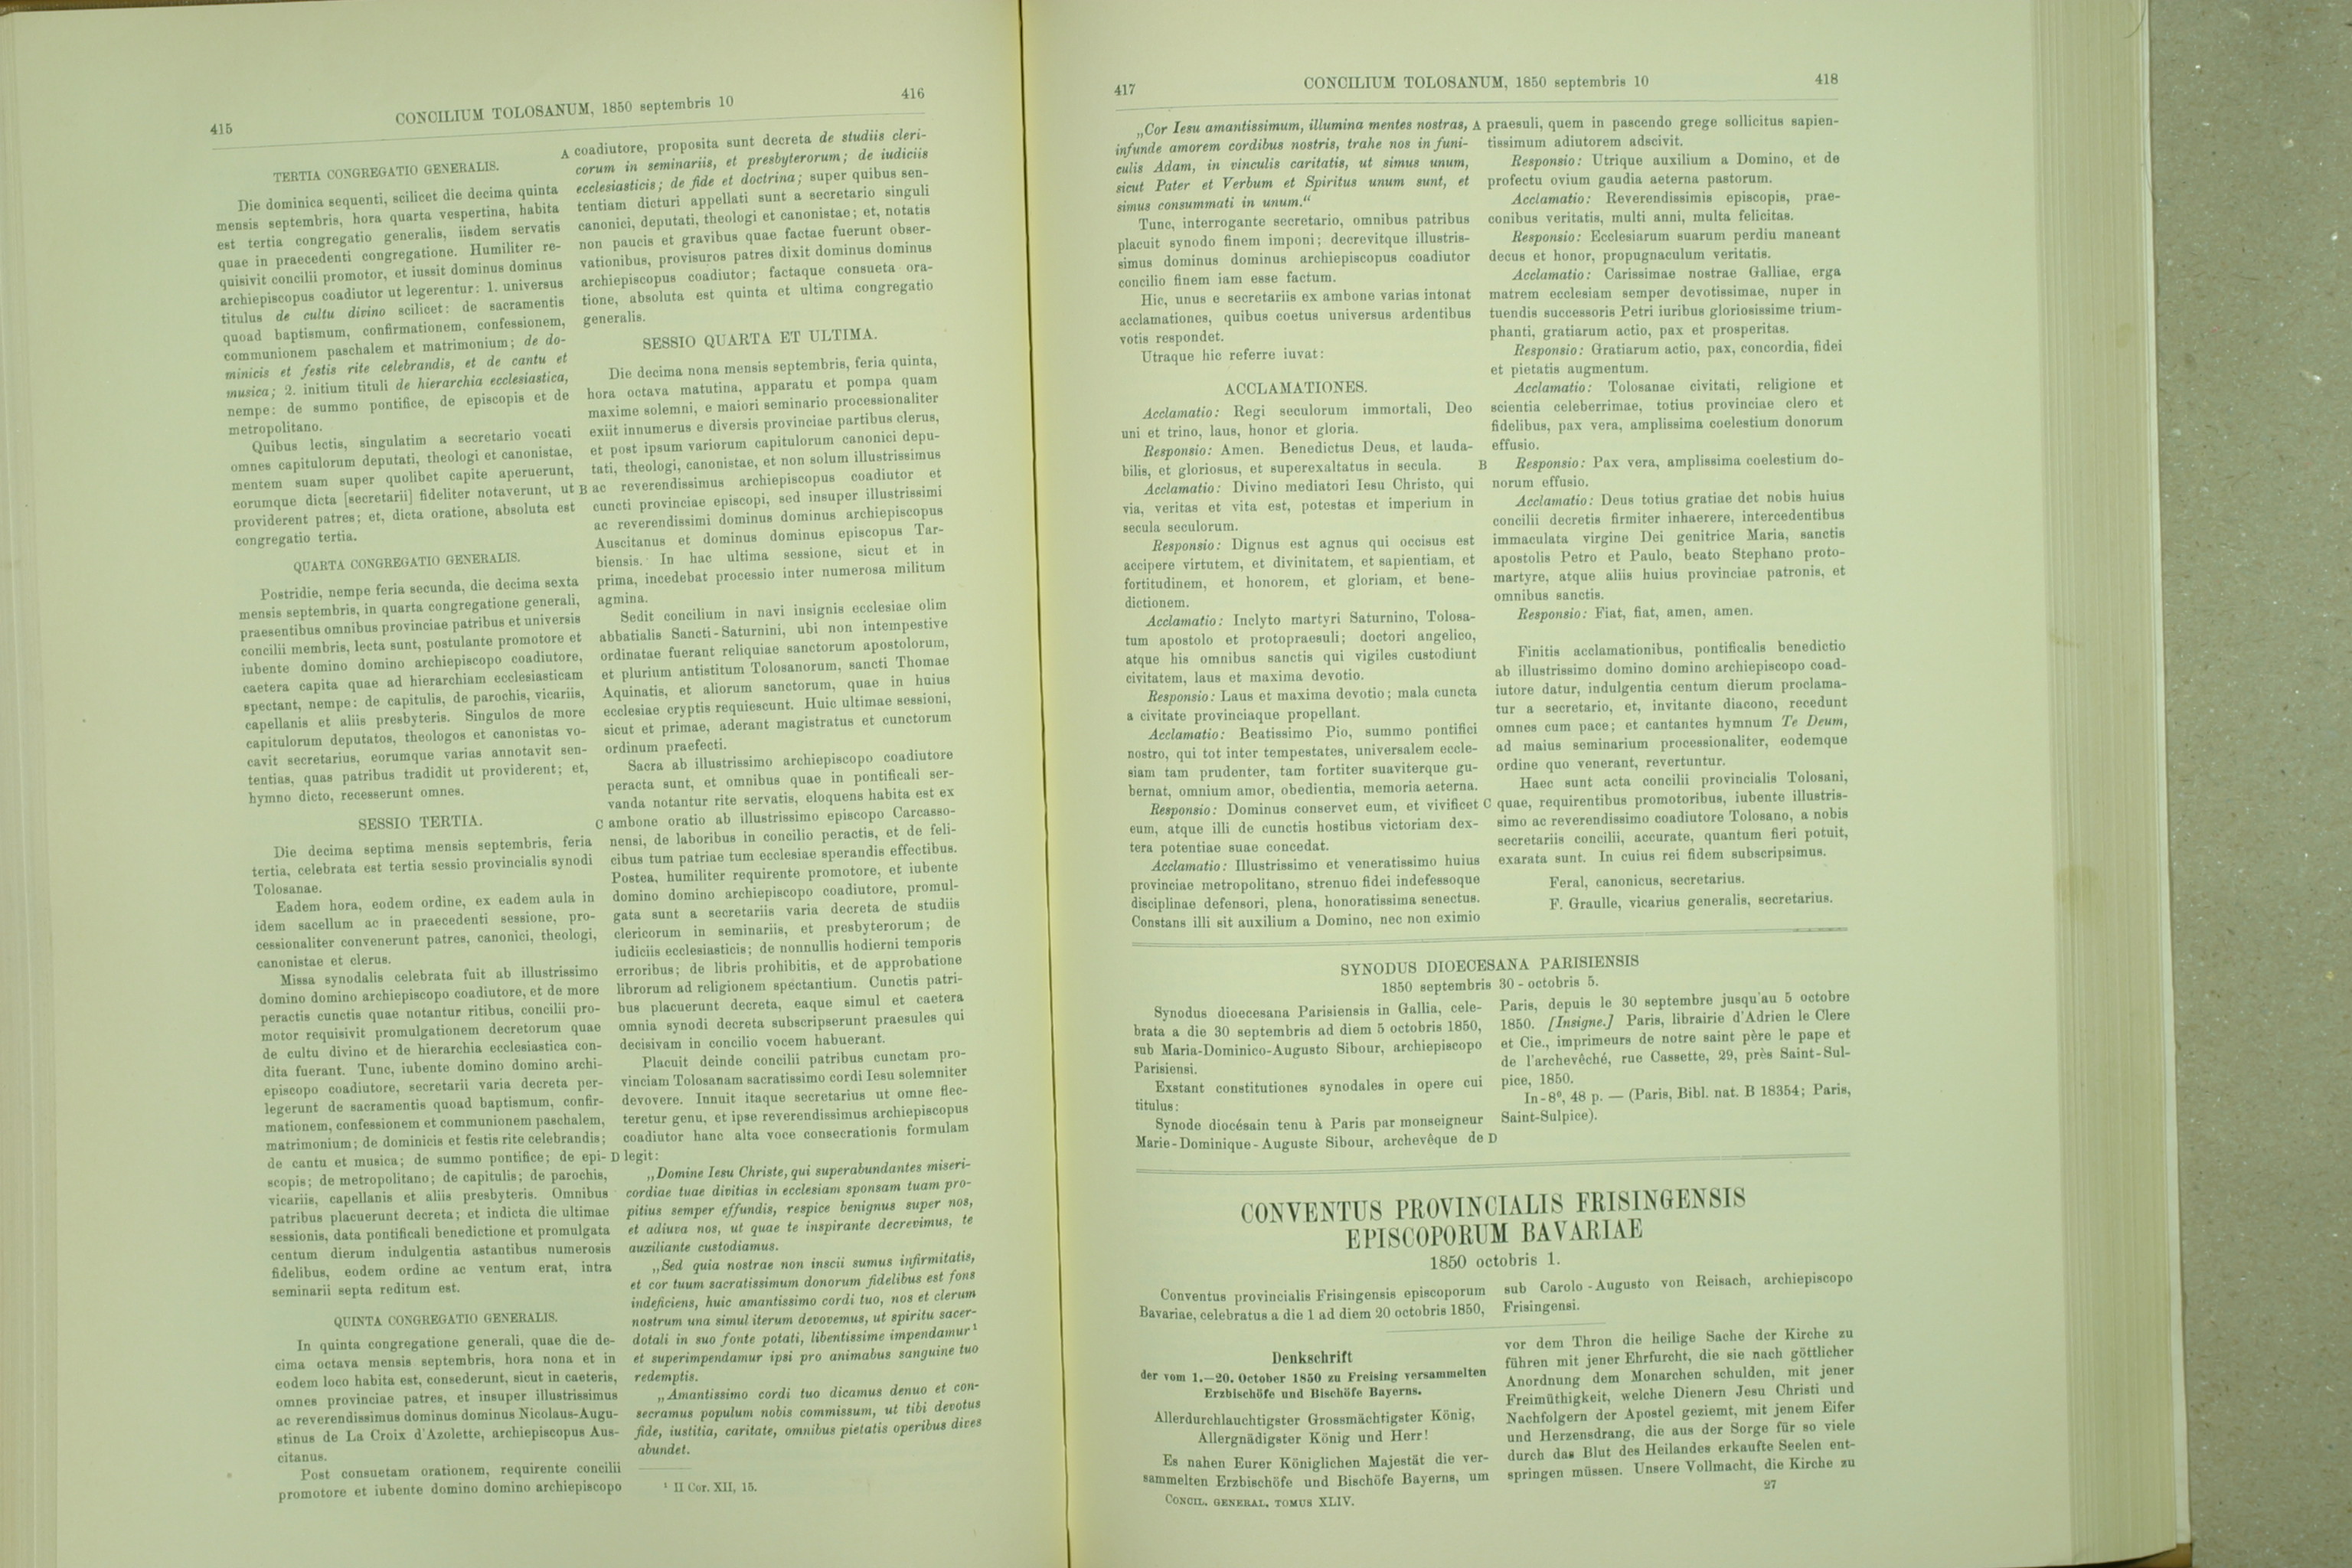 415
CONCILIUM TOLOSANUM, 1850 septembris 10
416
TERTIA CONGREGATIO GENERALIS.
Die dominica sequenti, scilicet die decima quinta
mensis septembris, hora quarta vespertina, habita
est tertia congregatio generalis, iisdem servatis
quae in praecedenti congregatione. Humiliter re-
quisivit concilii promotor, et iussit dominus dominus
archiepiscopus coadiutor ut legerentur: 1. universus
titulus de cultu divino scilicet: de sacramentis
quoad baptismum, confirmationem, confessionem,
communionem paschalem et matrimonium; de do-
minicis et festis rite celebrandis, et de cantu et
musica; 2. initium tituli de hierarchia ecclesiastica,
nempe: de summo pontifice, de episcopis et de
metropolitano.
Quibus lectis, singulatim a secretario vocati
omnes capitulorum deputati, theologi et canonistae,
mentem suam super quolibet capite aperuerunt,
eorumque dicta [secretarii] fideliter notaverunt, ut
providerent patres; et, dicta oratione, absoluta est
congregatio tertia.
QUARTA CONGREGATIO GENERALIS.
Postridie, nempe feria secunda, die decima sexta
mensis septembris, in quarta congregatione generali,
praesentibus omnibus provinciae patribus et universis
concilii membris, lecta sunt, postulante promotore et
iubente domino domino archiepiscopo coadiutore,
caetera capita quae ad hierarchiam ecclesiasticam
spectant, nempe: de capitulis, de parochis, vicariis,
capellanis et aliis presbyteris. Singulos de more
capitulorum deputatos, theologos et canonistas vo-
cavit secretarius, eorumque varias annotavit sen-
tentias, quas patribus tradidit ut providerent; et,
hymno dicto, recesserunt omnes.
SESSIO TERTIA.
Die decima septima mensis septembris, feria
tertia, celebrata est tertia sessio provincialis synodi
Tolosanae.
Eadem hora, eodem ordine, ex eadem aula in
idem sacellum ac in praecedenti sessione, pro-
cessionaliter convenerunt patres, canonici, theologi,
canonistae et clerus.
Missa synodalis celebrata fuit ab illustrissimo
domino domino archiepiscopo coadiutore, et de more
peractis cunctis quae notantur ritibus, concilii pro-
motor requisivit promulgationem decretorum quae
de cultu divino et de hierarchia ecclesiastica con-
dita fuerant. Tunc, iubente domino domino archi-
episcopo coadiutore, secretarii varia decreta per-
legerunt de sacramentis quoad baptismum, confir-
mationem, confessionem et communionem paschalem,
matrimonium; de dominicis et festis rite celebrandis;
de cantu et musica; de summo pontifice; de epi-
scopis; de metropolitano; de capitulis; de parochis,
vicariis, capellanis et aliis presbyteris. Omnibus
patribus placuerunt decreta; et indicta die ultimae
sessionis, data pontificali benedictione et promulgata
centum dierum indulgentia astantibus numerosis
fidelibus, eodem ordine ac ventum erat, intra
seminarii septa reditum est.
QUINTA CONGREGATIO GENERALIS.
In quinta congregatione generali, quae die de-
cima octava mensis septembris, hora nona et in
eodem loco habita est, consederunt, sicut in caeteris,
omnes provinciae patres, et insuper illustrissimus
ac reverendissimus dominus dominus Nicolaus-Augu-
stinus de La Croix d'Azolette, archiepiscopus Aus-
citanus.
Post consuetam orationem, requirente concilii
promotore et iubente domino domino archiepiscopo
A coadiutore, proposita sunt decreta de studiis cleri-
corum in seminariis, et presbyterorum; de iudiciis
ecclesiasticis; de fide et doctrina; super quibus sen-
tentiam dicturi appellati sunt a secretario singuli
canonici, deputati, theologi et canonistae; et, notatis
non paucis et gravibus quae factae fuerunt obser-
vationibus, provisuros patres dixit dominus dominus
archiepiscopus coadiutor; factaque consueta ora-
tione, absoluta est quinta et ultima congregatio
generalis.
SESSIO QUARTA ET ULTIMA.
Die decima nona mensis septembris, feria quinta,
hora octava matutina, apparatu et pompa quam
maxime solemni, e maiori seminario processionaliter
exiit innumerus e diversis provinciae partibus clerus,
et post ipsum variorum capitulorum canonici depu-
tati, theologi, canonistae, et non solum illustrissimus
B ac reverendissimus archiepiscopus coadiutor et
cuncti provinciae episcopi, sed insuper illustrissimi
ac reverendissimi dominus dominus archiepiscopus
Auscitanus et dominus dominus episcopus Tar-
biensis. In hac ultima sessione, sicut et in
prima, incedebat processio inter numerosa militum
agmina.
Sedit concilium in navi insignis ecclesiae olim
abbatialis Sancti-Saturnini, ubi non intempestive
ordinatae fuerant reliquiae sanctorum apostolorum,
et plurium antistitum Tolosanorum, sancti Thomae
Aquinatis, et aliorum sanctorum, quae in huius
ecclesiae cryptis requiescunt. Huic ultimae sessioni,
sicut et primae, aderant magistratus et cunctorum
ordinum praefecti.
Sacra ab illustrissimo archiepiscopo coadiutore
peracta sunt, et omnibus quae in pontificali ser-
vanda notantur rite servatis, eloquens habita est ex
C ambone oratio ab illustrissimo episcopo Carcasso-
nensi, de laboribus in concilio peractis, et de feli-
cibus tum patriae tum ecclesiae sperandis effectibus.
Postea, humiliter requirente promotore, et iubente
domino domino archiepiscopo coadiutore, promul-
gata sunt a secretariis varia decreta de studiis
clericorum in seminariis, et presbyterorum; de
iudiciis ecclesiasticis; de nonnullis hodierni temporis
erroribus; de libris prohibitis, et de approbatione
librorum ad religionem spectantium. Cunctis patri-
bus placuerunt decreta, eaque simul et caetera
omnia synodi decreta subscripserunt praesules qui
decisivam in concilio vocem habuerant.
Placuit deinde concilii patribus cunctam pro-
vinciam Tolosanam sacratissimo cordi Iesu solemniter
devovere. Innuit itaque secretarius ut omne flec-
teretur genu, et ipse reverendissimus archiepiscopus
coadiutor hanc alta voce consecrationis formulam
D legit:
„Domine Iesu Christe, qui superabundantes miseri-
cordiae tuae divitias in ecclesiam sponsam tuam pro-
pitius semper effundis, respice benignus super nos,
et adiuva nos, ut quae te inspirante decrevimus, te
auxiliante custodiamus.
„Sed quia nostrae non inscii sumus infirmitatis,
et cor tuum sacratissimum donorum fidelibus est fons
indeficiens, huic amantissimo cordi tuo, nos et clerum
nostrum una simul iterum devovemus, ut spiritu sacer-
dotali in suo fonte potati, libentissime impendamur¹
et superimpendamur ipsi pro animabus sanguine tuo
redemptis.
„Amantissimo cordi tuo dicamus denuo et con-
secramus populum nobis commissum, ut tibi devotus
fide, iustitia, caritate, omnibus pietatis operibus dives
abundet.
¹ II Cor. XII, 15.
417
CONCILIUM TOLOSANUM, 1850 septembris 10
418
„Cor Iesu amantissimum, illumina mentes nostras,
infunde amorem cordibus nostris, trahe nos in funi-
culis Adam, in vinculis caritatis, ut simus unum,
sicut Pater et Verbum et Spiritus unum sunt, et
simus consummati in unum.“
Tunc, interrogante secretario, omnibus patribus
placuit synodo finem imponi; decrevitque illustris-
simus dominus dominus archiepiscopus coadiutor
concilio finem iam esse factum.
Hic, unus e secretariis ex ambone varias intonat
acclamationes, quibus coetus universus ardentibus
votis respondet.
Utraque hic referre iuvat:
ACCLAMATIONES.
Acclamatio: Regi seculorum immortali, Deo
uni et trino, laus, honor et gloria.
Responsio: Amen. Benedictus Deus, et lauda-
bilis, et gloriosus, et superexaltatus in secula.
Acclamatio: Divino mediatori Iesu Christo, qui
via, veritas et vita est, potestas et imperium in
secula seculorum.
Responsio: Dignus est agnus qui occisus est
accipere virtutem, et divinitatem, et sapientiam, et
fortitudinem, et honorem, et gloriam, et bene-
dictionem.
Acclamatio: Inclyto martyri Saturnino, Tolosa-
tum apostolo et protopraesuli; doctori angelico,
atque his omnibus sanctis qui vigiles custodiunt
civitatem, laus et maxima devotio.
Responsio: Laus et maxima devotio; mala cuncta
a civitate provinciaque propellant.
Acclamatio: Beatissimo Pio, summo pontifici
nostro, qui tot inter tempestates, universalem eccle-
siam tam prudenter, tam fortiter suaviterque gu-
bernat, omnium amor, obedientia, memoria aeterna.
Responsio: Dominus conservet eum, et vivificet
eum, atque illi de cunctis hostibus victoriam dex-
tera potentiae suae concedat.
Acclamatio: Illustrissimo et veneratissimo huius
provinciae metropolitano, strenuo fidei indefessoque
disciplinae defensori, plena, honoratissima senectus.
Constans illi sit auxilium a Domino, nec non eximio
A praesuli, quem in pascendo grege sollicitus sapien-
tissimum adiutorem adscivit.
Responsio: Utrique auxilium a Domino, et de
profectu ovium gaudia aeterna pastorum.
Acclamatio: Reverendissimis episcopis, prae-
conibus veritatis, multi anni, multa felicitas.
Responsio: Ecclesiarum suarum perdiu maneant
decus et honor, propugnaculum veritatis.
Acclamatio: Carissimae nostrae Galliae, erga
matrem ecclesiam semper devotissimae, nuper in
tuendis successoris Petri iuribus gloriosissime trium-
phanti, gratiarum actio, pax et prosperitas.
Responsio: Gratiarum actio, pax, concordia, fidei
et pietatis augmentum.
Acclamatio: Tolosanae civitati, religione et
scientia celeberrimae, totius provinciae clero et
fidelibus, pax vera, amplissima coelestium donorum
effusio.
B Responsio: Pax vera, amplissima coelestium do-
norum effusio.
Acclamatio: Deus totius gratiae det nobis huius
concilii decretis firmiter inhaerere, intercedentibus
immaculata virgine Dei genitrice Maria, sanctis
apostolis Petro et Paulo, beato Stephano proto-
martyre, atque aliis huius provinciae patronis, et
omnibus sanctis.
Responsio: Fiat, fiat, amen, amen.
Finitis acclamationibus, pontificalis benedictio
ab illustrissimo domino domino archiepiscopo coad-
iutore datur, indulgentia centum dierum proclama-
tur a secretario, et, invitante diacono, recedunt
omnes cum pace; et cantantes hymnum Te Deum,
ad maius seminarium processionaliter, eodemque
ordine quo venerant, revertuntur.
Haec sunt acta concilii provincialis Tolosani,
C quae, requirentibus promotoribus, iubente illustris-
simo ac reverendissimo coadiutore Tolosano, a nobis
secretariis concilii, accurate, quantum fieri potuit,
exarata sunt. In cuius rei fidem subscripsimus.
Feral, canonicus, secretarius.
F. Graulle, vicarius generalis, secretarius.
SYNODUS DIOECESANA PARISIENSIS
1850 septembris 30 - octobris 5.
Synodus dioecesana Parisiensis in Gallia, cele-
brata a die 30 septembris ad diem 5 octobris 1850,
sub Maria-Dominico-Augusto Sibour, archiepiscopo
Parisiensi.
Exstant constitutiones synodales in opere cui
titulus:
Synode diocésain tenu à Paris par monseigneur
Marie-Dominique-Auguste Sibour, archevêque de D
Paris, depuis le 30 septembre jusqu'au 5 octobre
1850. [Insigne.] Paris, librairie d'Adrien le Clere
et Cie., imprimeurs de notre saint père le pape et
de l'archevêché, rue Cassette, 29, près Saint-Sul-
pice, 1850.
In-8º, 48 p. — (Paris, Bibl. nat. B 18354; Paris,
Saint-Sulpice).
CONVENTUS PROVINCIALIS FRISINGENSIS
EPISCOPORUM BAVARIAE
1850 octobris 1.
Conventus provincialis Frisingensis episcoporum
Bavariae, celebratus a die 1 ad diem 20 octobris 1850,
sub Carolo-Augusto von Reisach, archiepiscopo
Frisingensi.
Denkschrift
der vom 1.—20. October 1850 zu Freising versammelten
Erzbischöfe und Bischöfe Bayerns.
Allerdurchlauchtigster Grossmächtigster König,
Allergnädigster König und Herr!
Es nahen Eurer Königlichen Majestät die ver-
sammelten Erzbischöfe und Bischöfe Bayerns, um
vor dem Thron die heilige Sache der Kirche zu
führen mit jener Ehrfurcht, die sie nach göttlicher
Anordnung dem Monarchen schulden, mit jener
Freimüthigkeit, welche Dienern Jesu Christi und
Nachfolgern der Apostel geziemt, mit jenem Eifer
und Herzensdrang, die aus der Sorge für so viele
durch das Blut des Heilandes erkaufte Seelen ent-
springen müssen. Unsere Vollmacht, die Kirche zu
CONCIL. GENERAL. TOMUS XLIV.
27